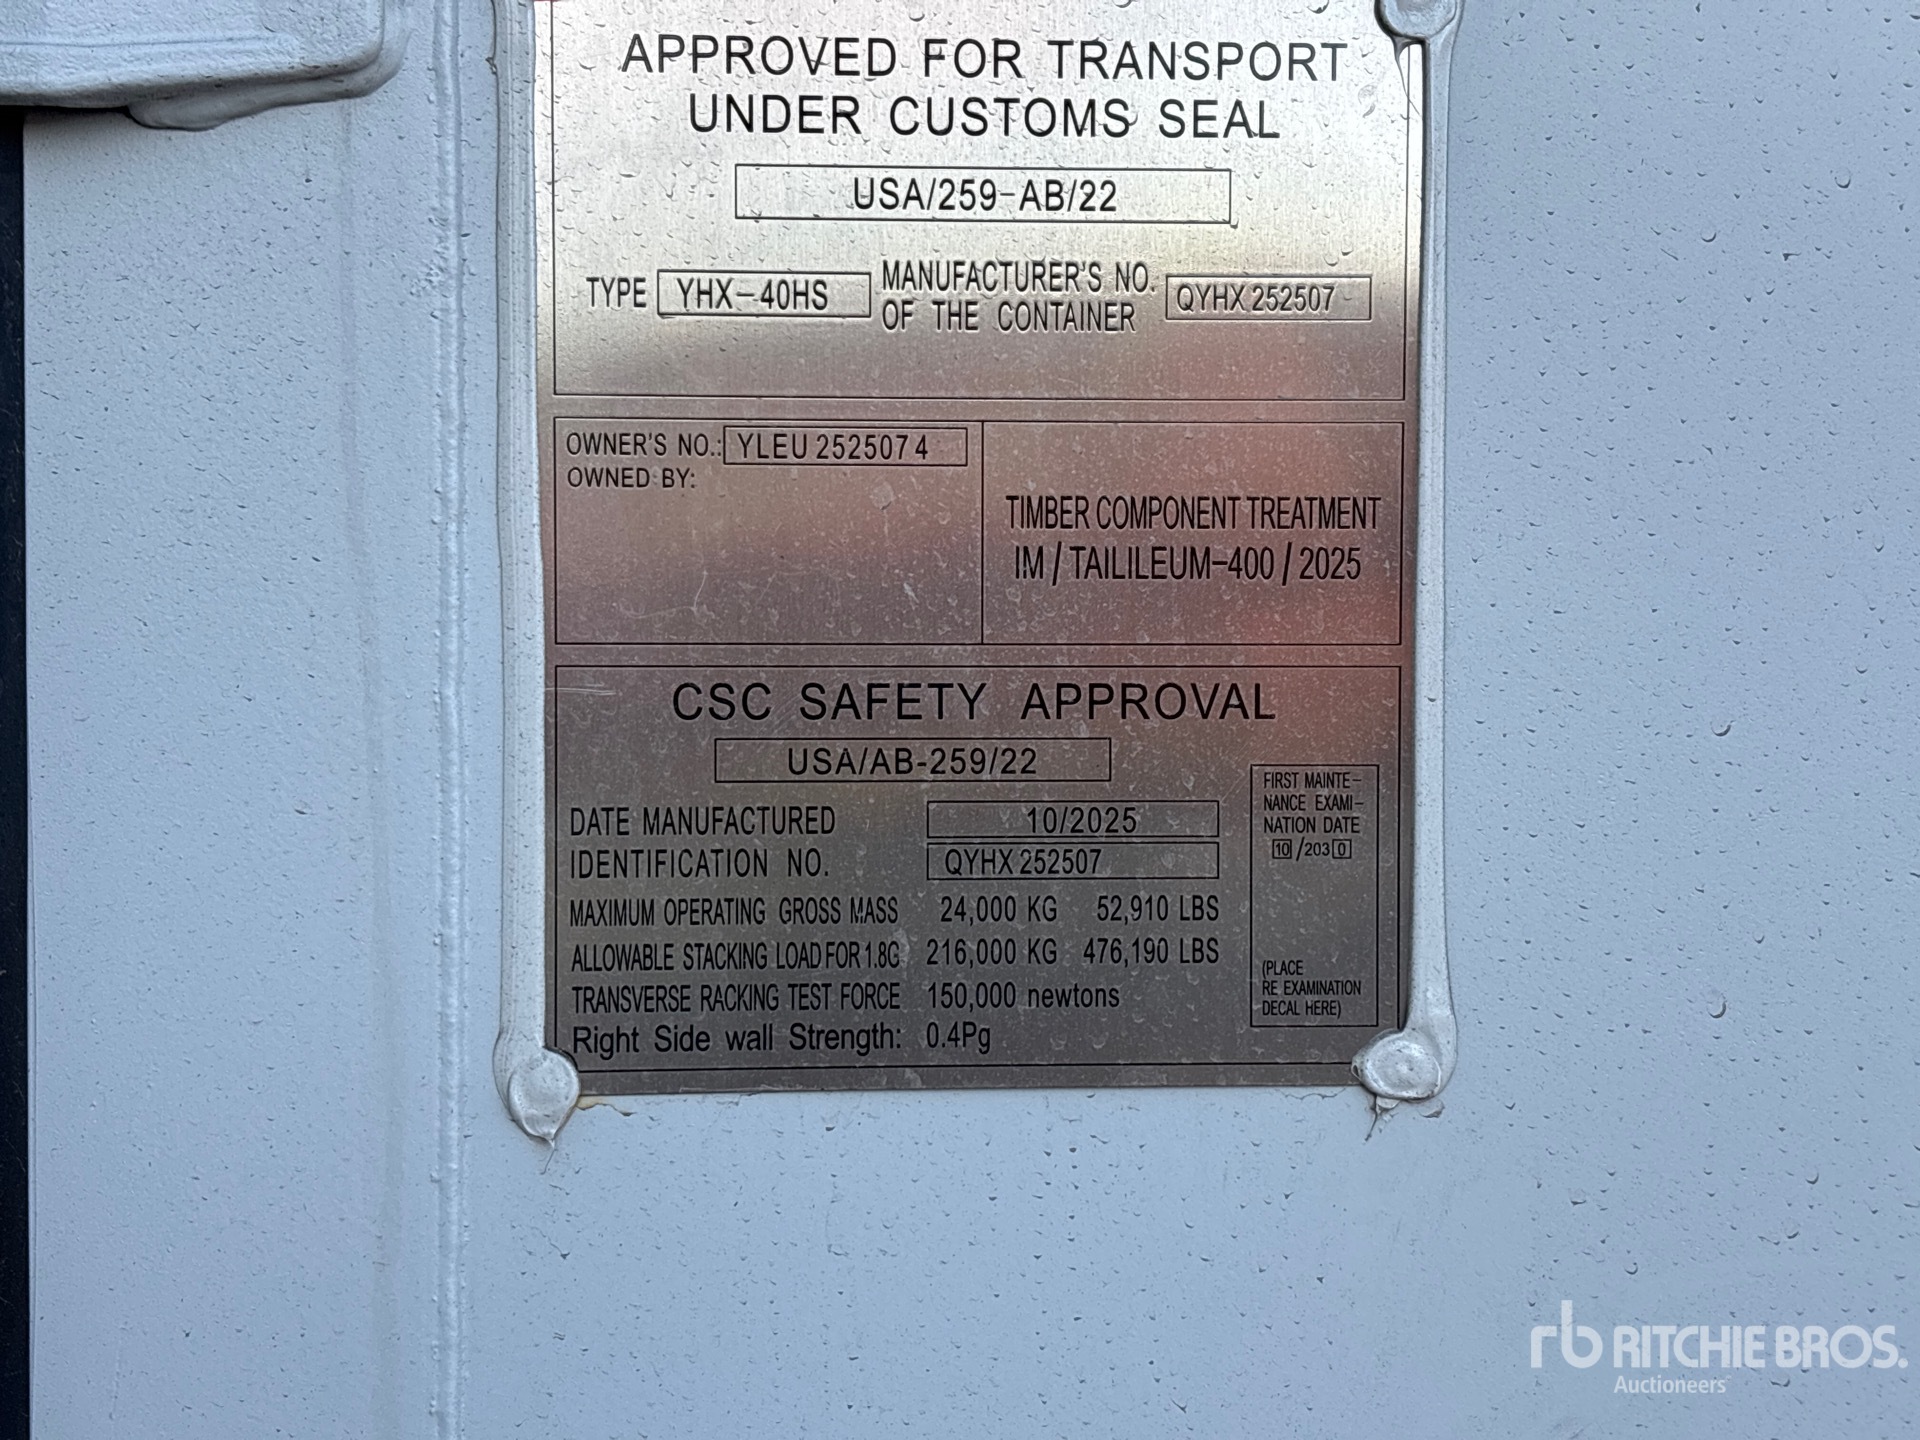 APPROVED FOR TRANSPORT
UNDER CUSTOMS SEAL
USA/259-AB/22
TYPE YHX-40HS MANUFACTURER'S NO. OF THE CONTAINER QYHX 252507
OWNER'S NO.: YLEU 252507 4
OWNED BY:
TIMBER COMPONENT TREATMENT
IM / TAILILEUM-400 / 2025
CSC SAFETY APPROVAL
USA/AB-259/22
DATE MANUFACTURED 10/2025
IDENTIFICATION NO. QYHX 252507
MAXIMUM OPERATING GROSS MASS 24,000 KG 52,910 LBS
ALLOWABLE STACKING LOAD FOR 1.8G 216,000 KG 476,190 LBS
TRANSVERSE RACKING TEST FORCE 150,000 newtons
Right Side wall Strength: 0.4Pg
FIRST MAINTE-
NANCE EXAMI-
NATION DATE
10 /203 0
(PLACE
RE EXAMINATION
DECAL HERE)
rb RITCHIE BROS.
Auctioneers